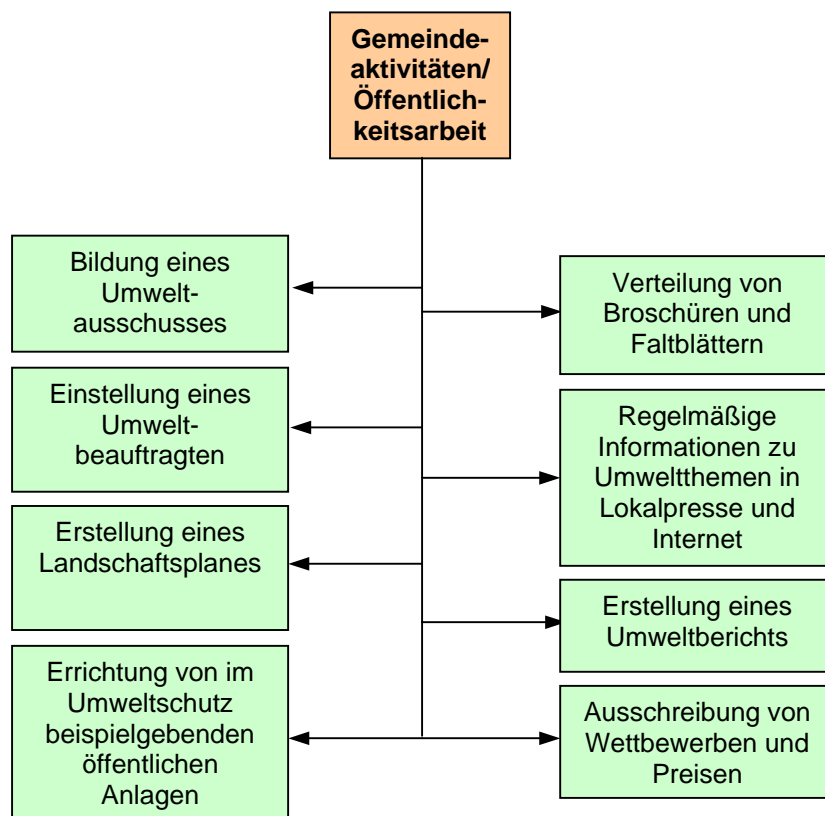 Gemeinde-
aktivitäten/
Öffentlich-
keitsarbeit
Bildung eines
Umwelt-
ausschusses
Einstellung eines
Umwelt-
beauftragten
Erstellung eines
Landschaftsplanes
Errichtung von im
Umweltschutz
beispielgebenden
öffentlichen
Anlagen
Verteilung von
Broschüren und
Faltblättern
Regelmäßige
Informationen zu
Umweltthemen in
Lokalpresse und
Internet
Erstellung eines
Umweltberichts
Ausschreibung von
Wettbewerben und
Preisen